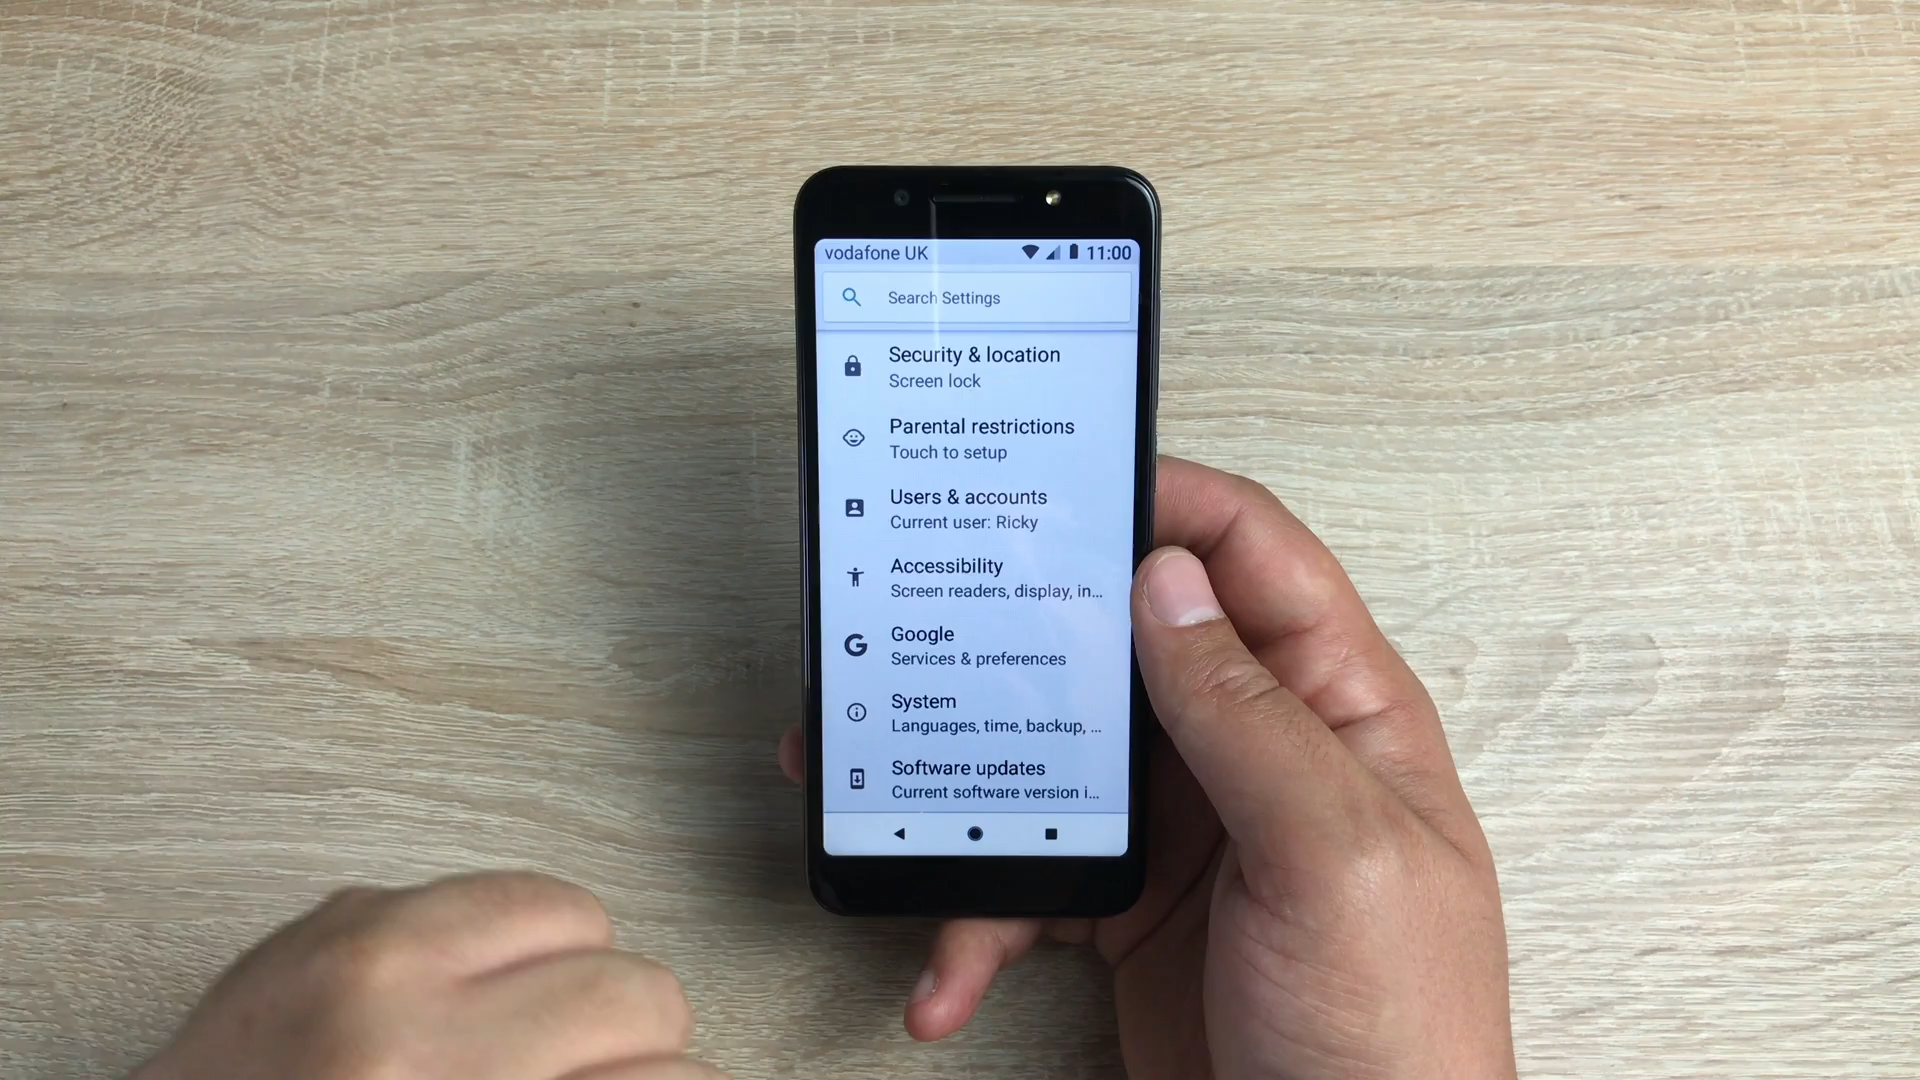 vodafone UK 11:00
Search Settings
Security & location
Screen lock
Parental restrictions
Touch to setup
Users & accounts
Current user: Ricky
Accessibility
Screen readers, display, in...
Google
Services & preferences
System
Languages, time, backup, ...
Software updates
Current software version i...